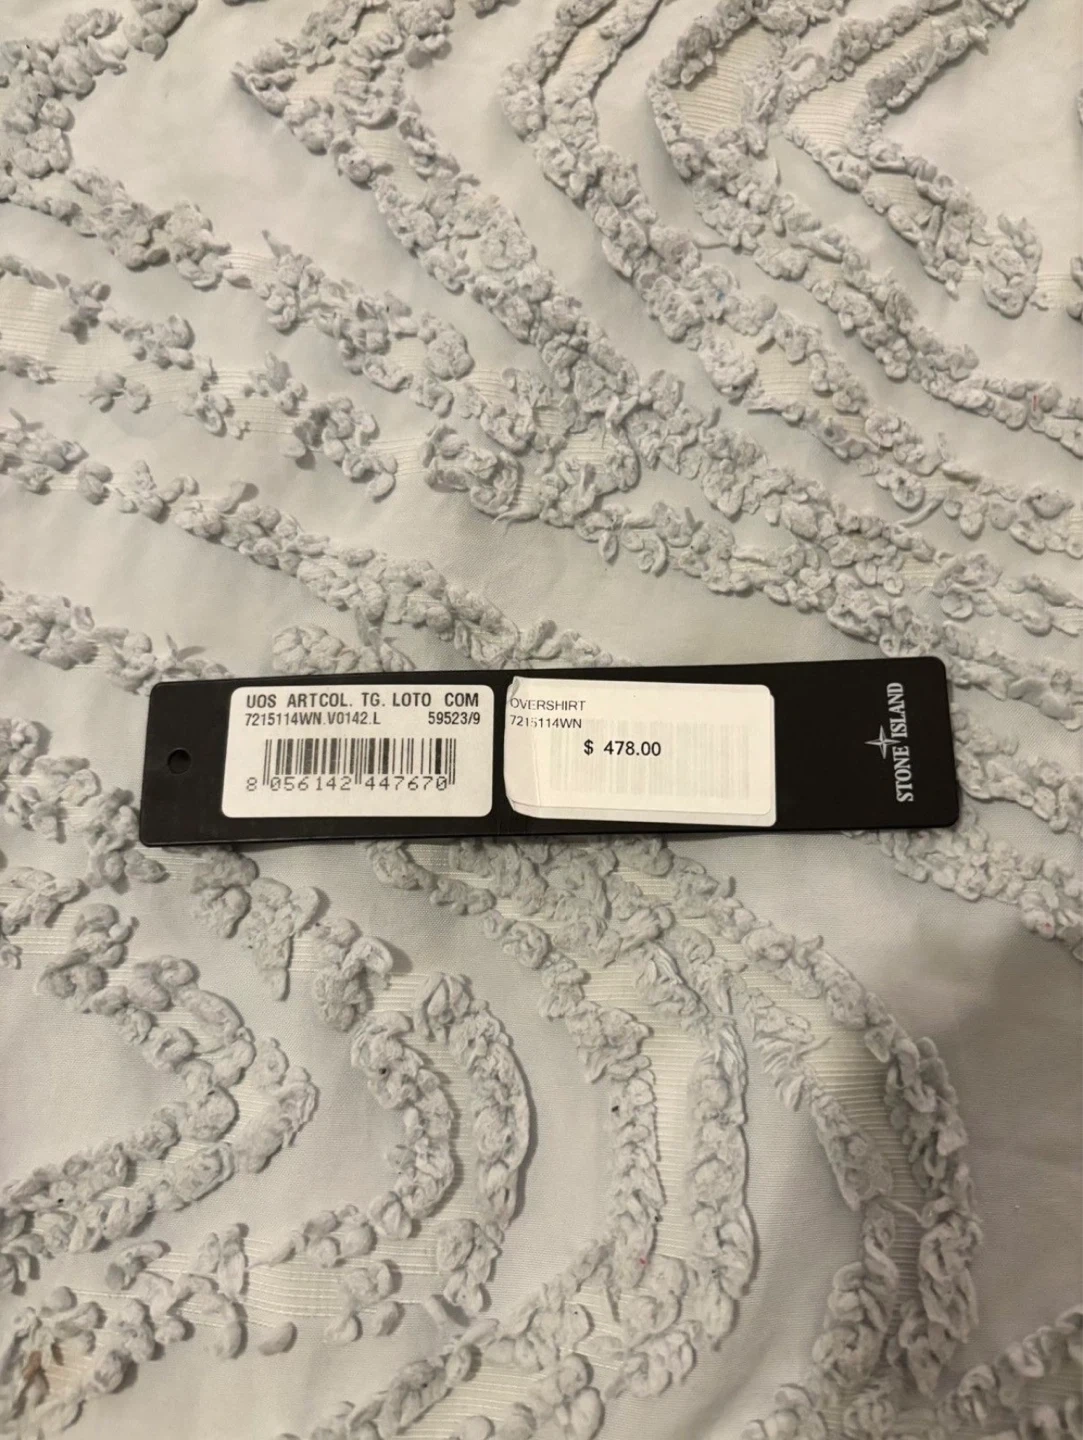 UOS ARTCOL. TG. LOTO COM
7215114WN.V0142.L 59523/9
8 056142 447670
OVERSHIRT
7215114WN
$ 478.00
STONE ISLAND